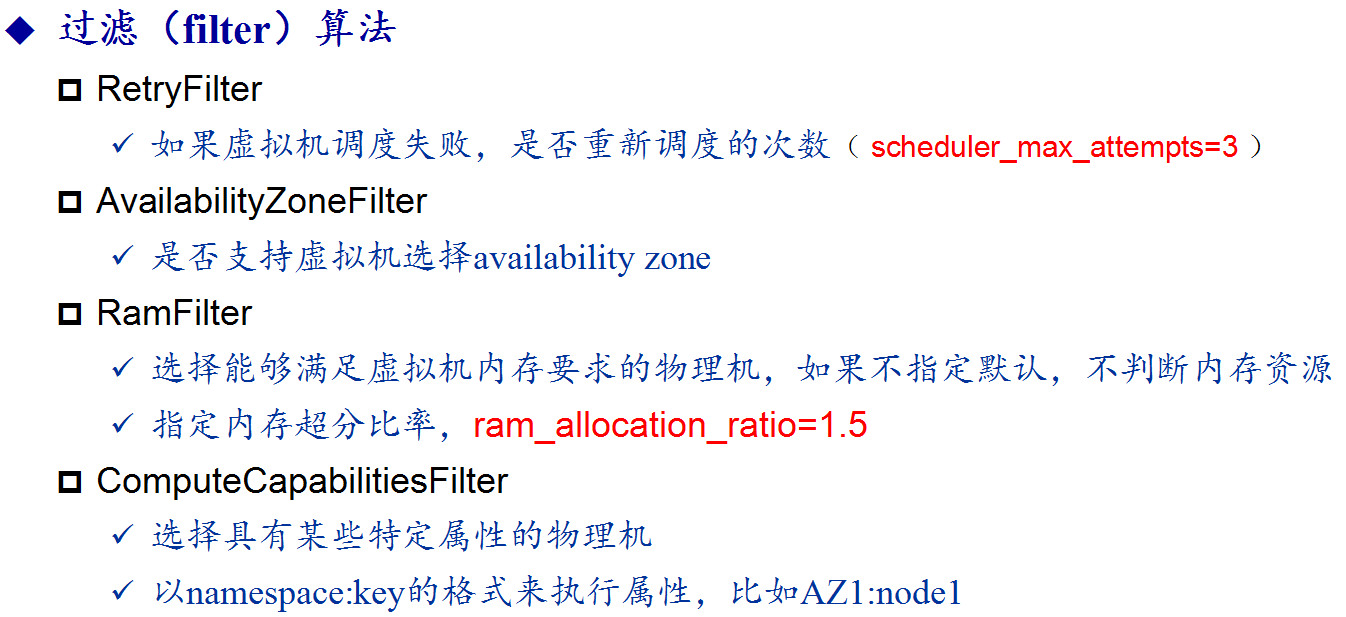 过滤（filter）算法
RetryFilter
如果虚拟机调度失败，是否重新调度的次数（ scheduler_max_attempts=3 ）
AvailabilityZoneFilter
是否支持虚拟机选择availability zone
RamFilter
选择能够满足虚拟机内存要求的物理机，如果不指定默认，不判断内存资源
指定内存超分比率，ram_allocation_ratio=1.5
ComputeCapabilitiesFilter
选择具有某些特定属性的物理机
以namespace:key的格式来执行属性，比如AZ1:node1